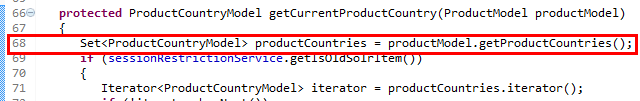 66 protected ProductCountryModel getCurrentProductCountry(ProductModel productModel)
67 {
68 Set<ProductCountryModel> productCountries = productModel.getProductCountries();
69 if (sessionRestrictionService.getIsOldSolrItem())
70 {
71 Iterator<ProductCountryModel> iterator = productCountries.iterator();